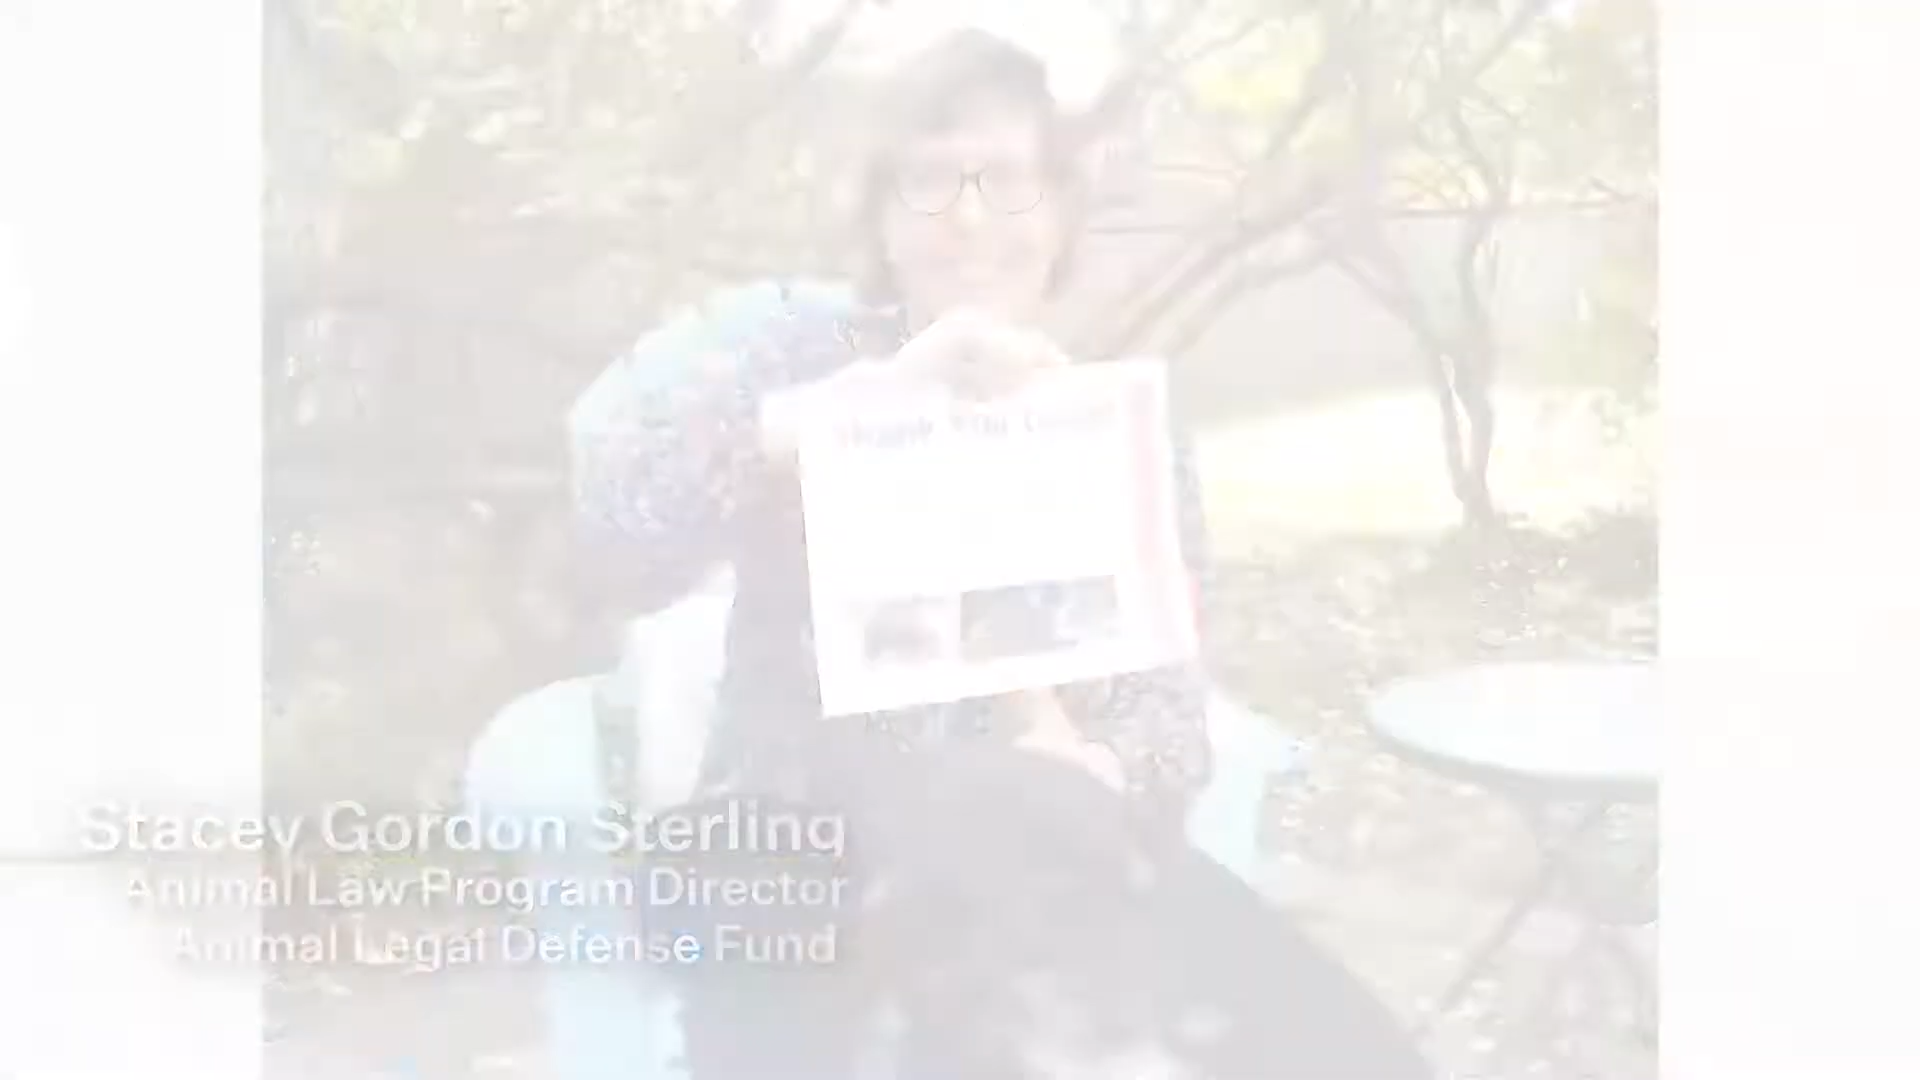 Stacey Gordon Sterling
Animal Law Program Director
Animal Legal Defense Fund